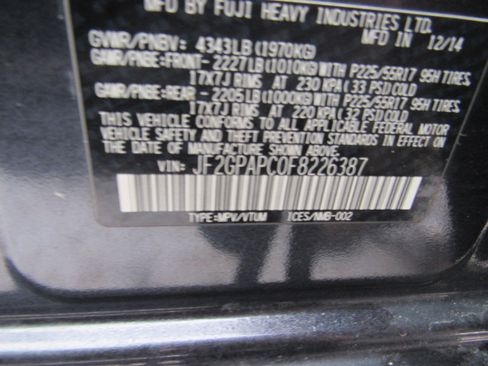 MFD BY FUJI HEAVY INDUSTRIES LTD.
MFD IN JAPAN 12/14
GVWR/PNBV: 4343LB(1970KG)
GAWR/PNBE:FRONT-2227LB(1010KG)WITH P225/55R17 95H TIRES,
17X7J RIMS AT 230 KPA(33 PSI)COLD
GAWR/PNBE:REAR-2205LB(1000KG)WITH P225/55R17 95H TIRES,
17X7J RIMS AT 220 KPA(32 PSI)COLD
THIS VEHICLE CONFORMS TO ALL APPLICABLE FEDERAL MOTOR
VEHICLE SAFETY AND THEFT PREVENTION STANDARDS IN EFFECT
ON THE DATE OF MANUFACTURE SHOWN ABOVE.
VIN: JF2GPAPC0F8226387
TYPE:MPV/VTUM ICES/NMB-002